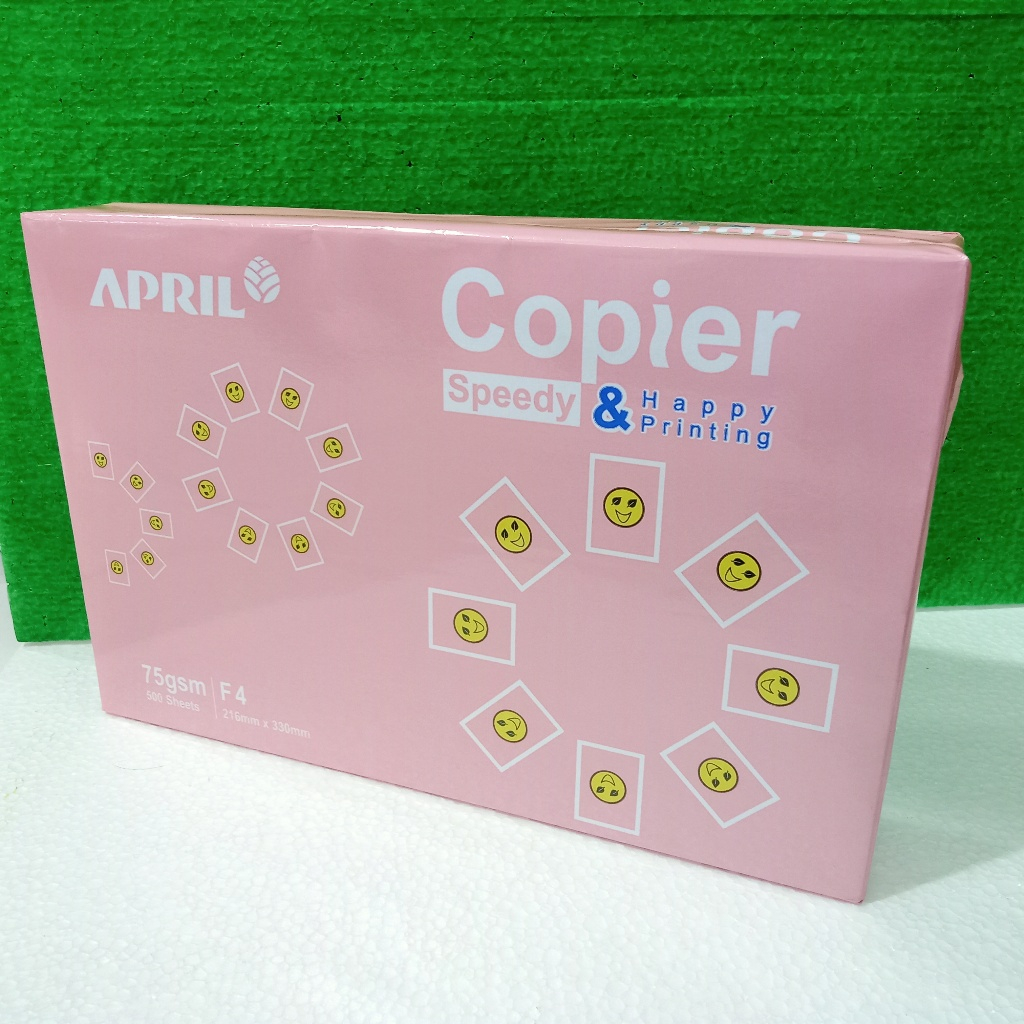 APRIL
Copier
Speedy & Happy
Printing
75gsm
500 Sheets
F4
216mm x 330mm